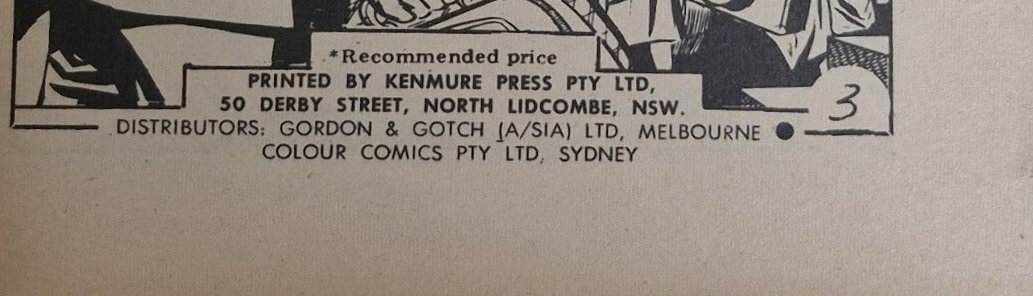 *Recommended price
PRINTED BY KENMURE PRESS PTY LTD,
50 DERBY STREET, NORTH LIDCOMBE, NSW.
3
DISTRIBUTORS: GORDON & GOTCH (A/SIA) LTD, MELBOURNE ●
COLOUR COMICS PTY LTD, SYDNEY